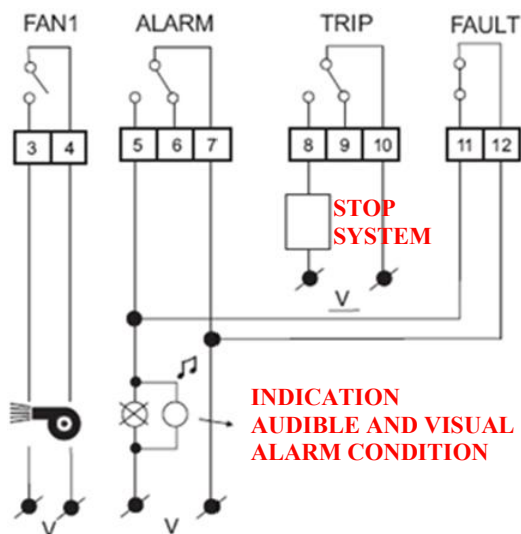 FAN1 ALARM TRIP FAULT
3 4 5 6 7 8 9 10 11 12
STOP
SYSTEM
V
INDICATION
AUDIBLE AND VISUAL
ALARM CONDITION
V V